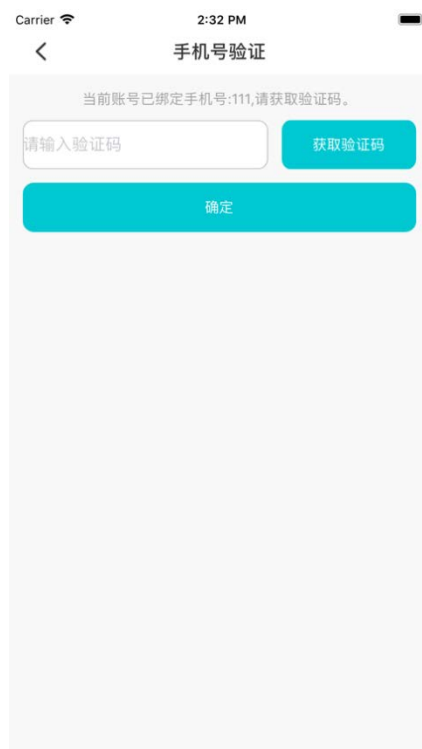 Carrier 2:32 PM
手机号验证
当前账号已绑定手机号:111,请获取验证码。
请输入验证码 获取验证码
确定